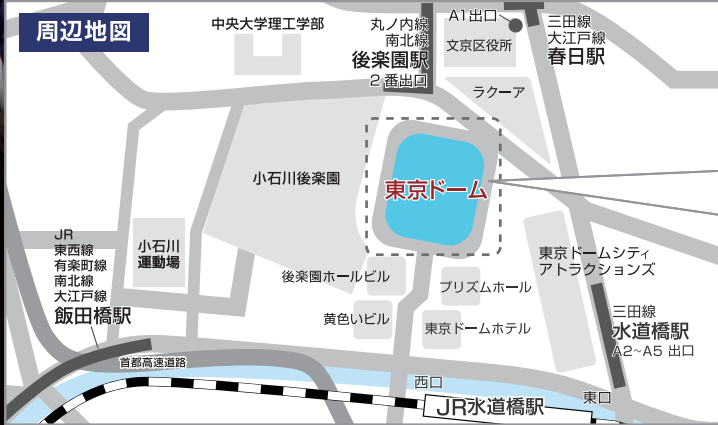 周辺地図
中央大学理工学部
丸ノ内線
南北線
後楽園駅
2番出口
A1出口
文京区役所
三田線
大江戸線
春日駅
ラクーア
小石川後楽園
東京ドーム
JR
東西線
有楽町線
南北線
大江戸線
飯田橋駅
小石川
運動場
後楽園ホールビル
黄色いビル
プリズムホール
東京ドームホテル
東京ドームシティ
アトラクションズ
三田線
水道橋駅
A2~A5 出口
首都高速道路
西口
東口
JR水道橋駅